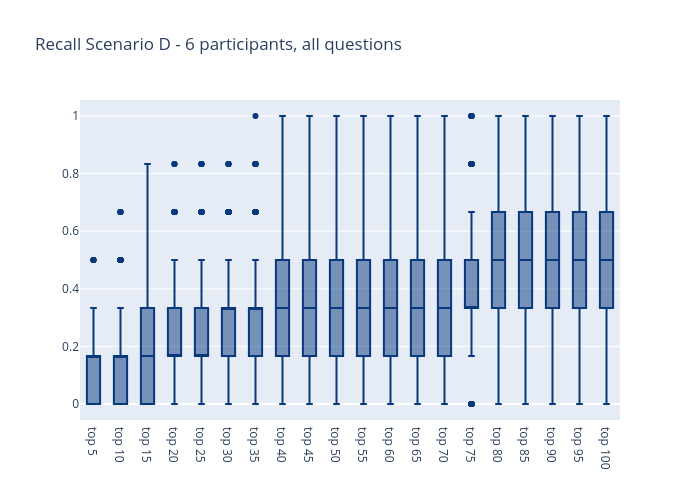 Recall Scenario D - 6 participants, all questions
1
0.8
0.6
0.4
0.2
0
top 5
top 10
top 15
top 20
top 25
top 30
top 35
top 40
top 45
top 50
top 55
top 60
top 65
top 70
top 75
top 80
top 85
top 90
top 95
top 100